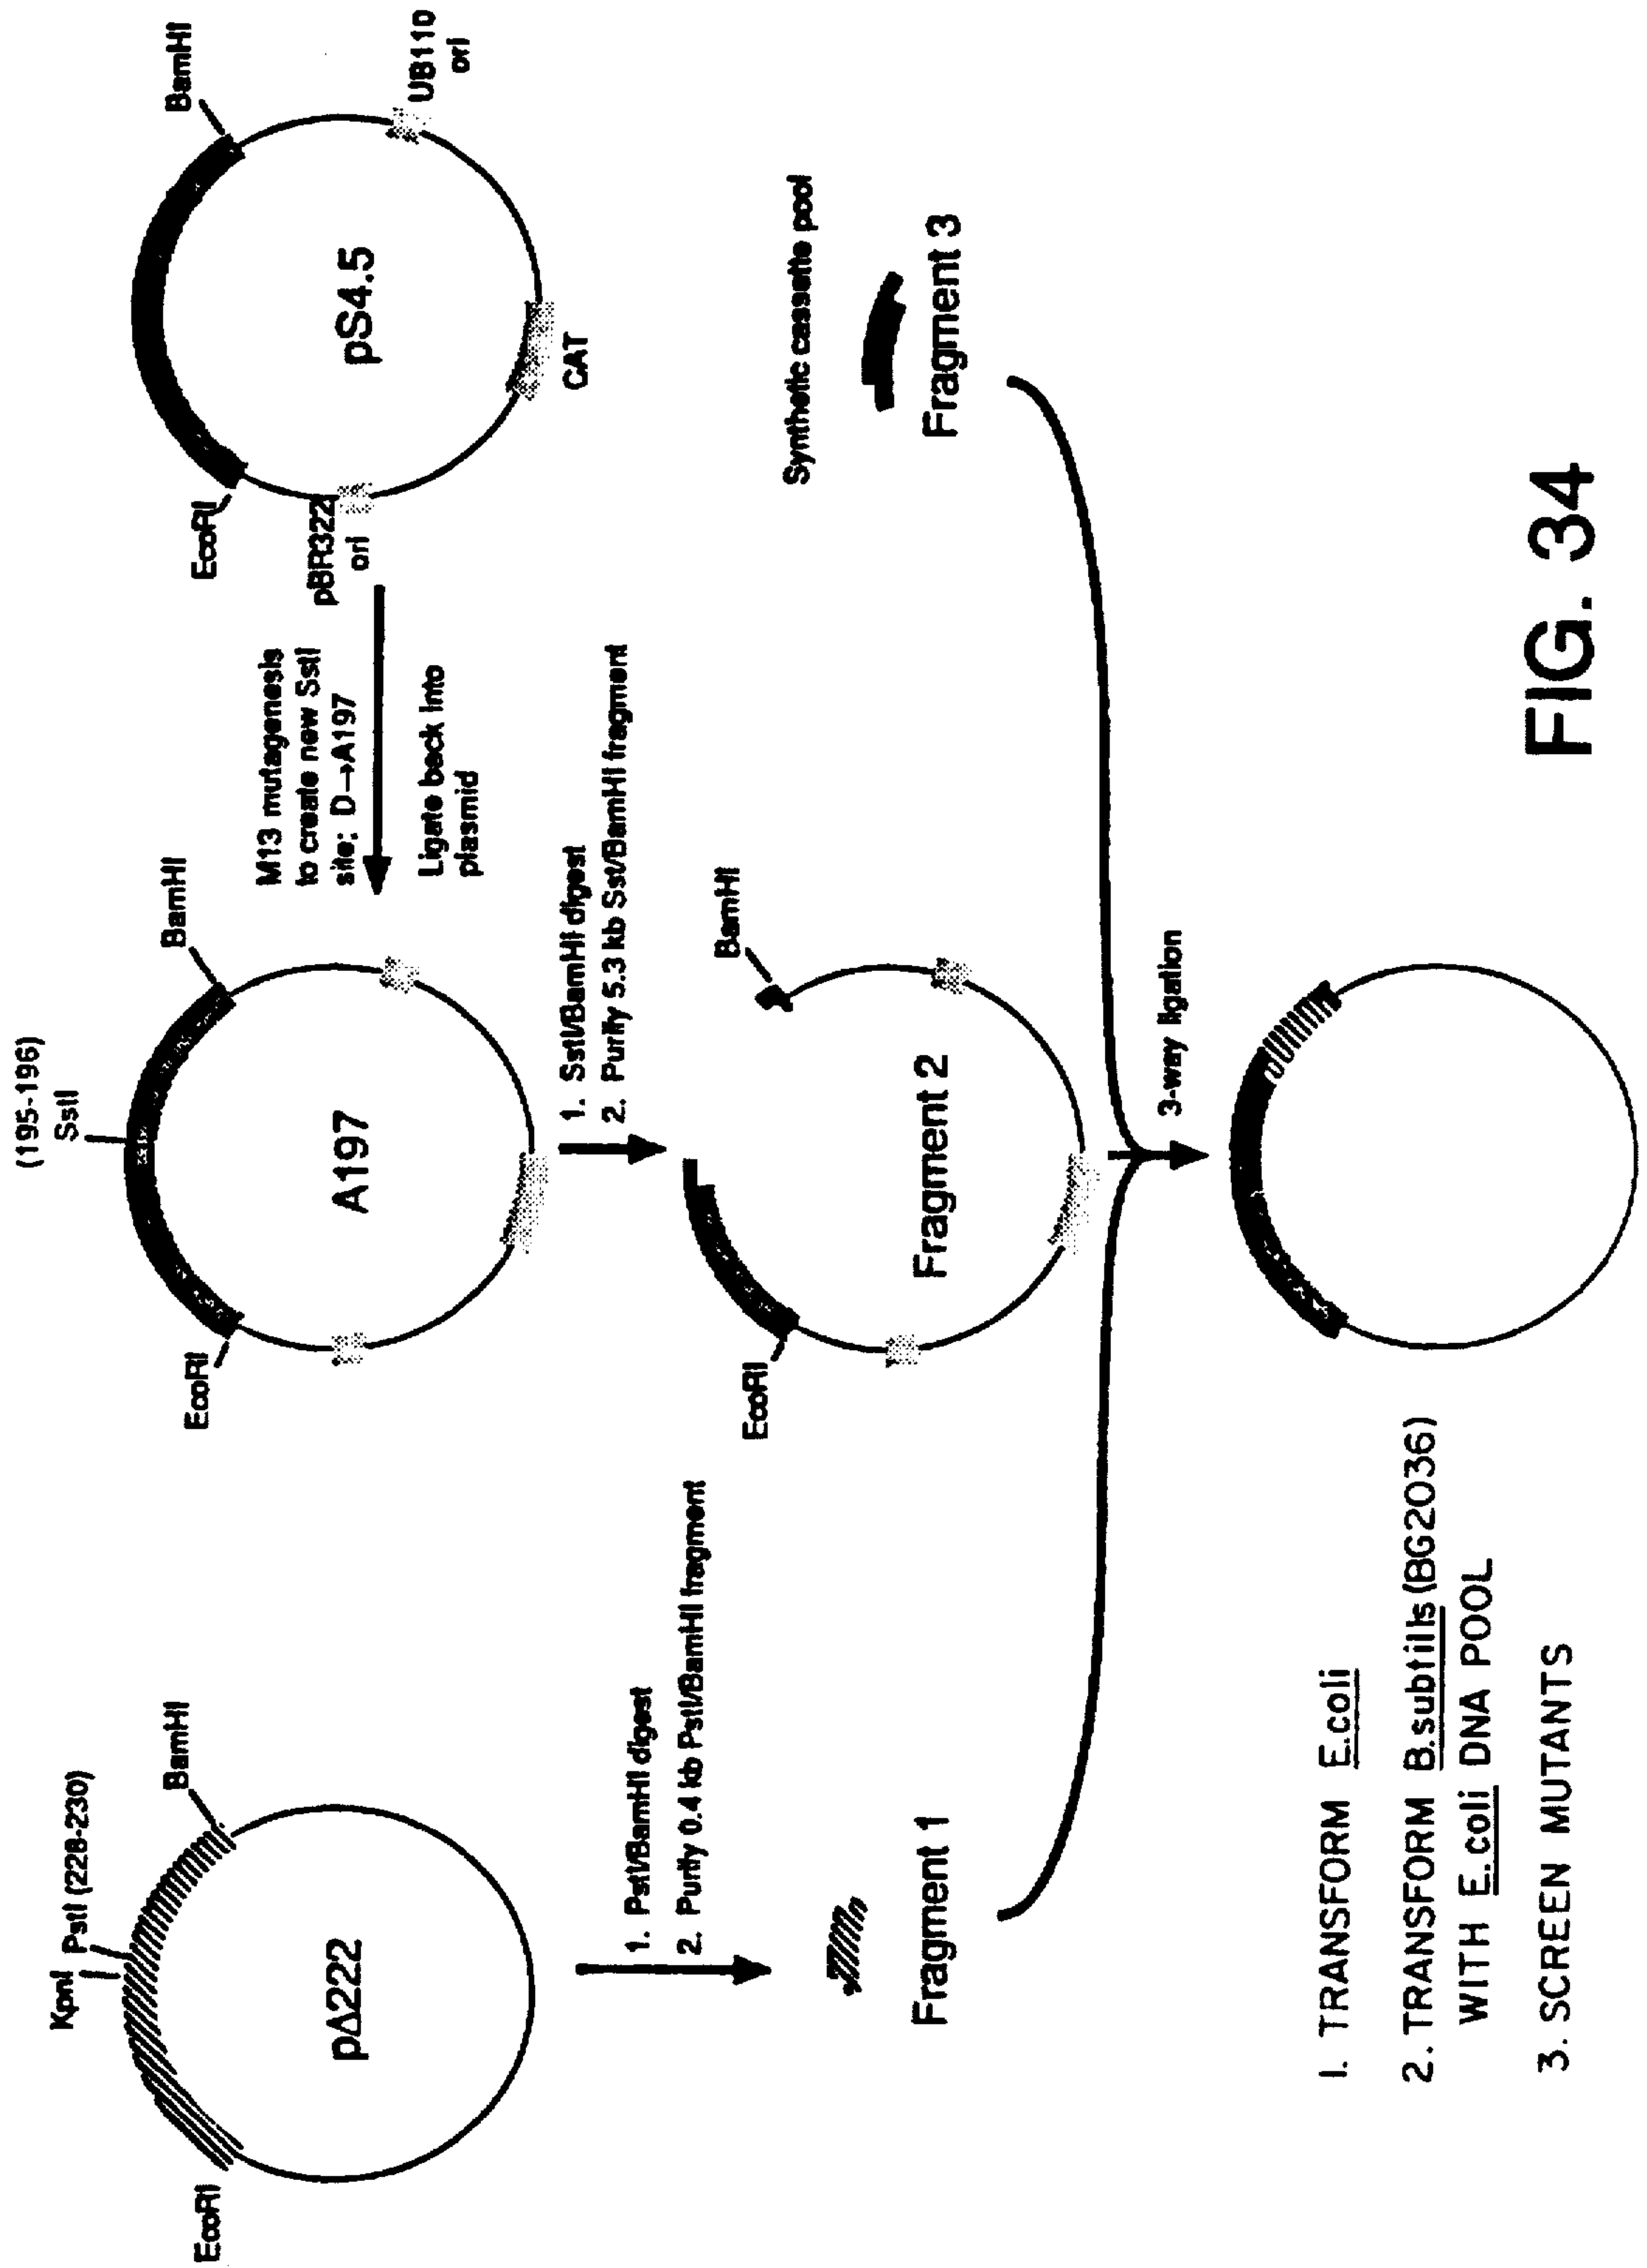 EcoRI
KpnI
PstI (228-230)
BamHI
pΔ222
1. PstI/BamHI digest
2. Purify 0.4 kb PstI/BamHI fragment
Fragment 1
(195-196)
SstI
EcoRI
BamHI
A197
1. SstI/BamHI digest
2. Purify 5.3 kb Sst/BamHI fragment
EcoRI
BamHI
Fragment 2
M13 mutagenesis
to create new SstI
site: D→A197
Ligate back into
plasmid
EcoRI
BamHI
pS4.5
pBR322
ori
UB110
ori
CAT
Synthetic cassette pool
Fragment 3
3-way ligation
1. TRANSFORM E.coli
2. TRANSFORM B.subtilis (BG2036)
WITH E.coli DNA POOL
3. SCREEN MUTANTS
FIG. 34